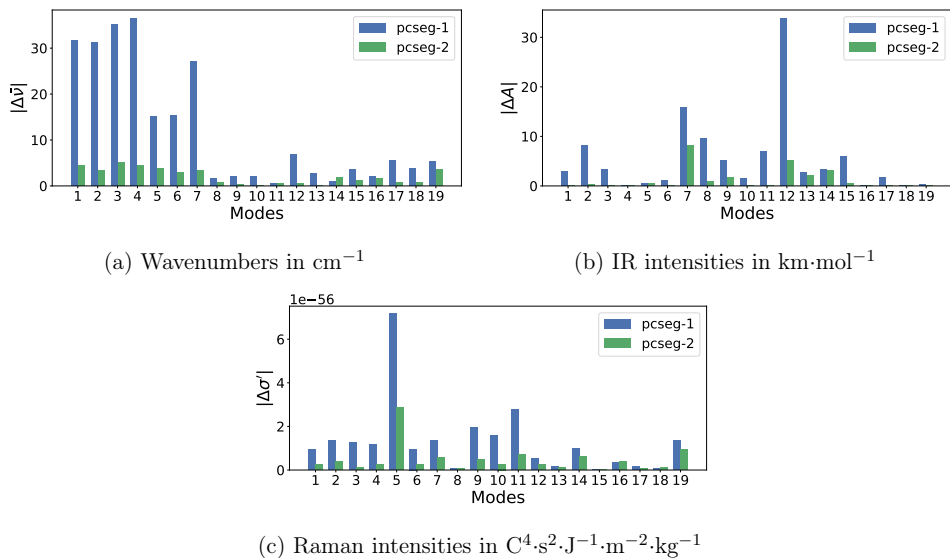 pcseg-1
pcseg-2
30
20
10
0
|Δν̄|
1 2 3 4 5 6 7 8 9 10 11 12 13 14 15 16 17 18 19
Modes
(a) Wavenumbers in cm⁻¹
pcseg-1
pcseg-2
30
20
10
0
|ΔA|
1 2 3 4 5 6 7 8 9 10 11 12 13 14 15 16 17 18 19
Modes
(b) IR intensities in km·mol⁻¹
1e−56
pcseg-1
pcseg-2
6
4
2
0
|Δσ′|
1 2 3 4 5 6 7 8 9 10 11 12 13 14 15 16 17 18 19
Modes
(c) Raman intensities in C⁴·s²·J⁻¹·m⁻²·kg⁻¹